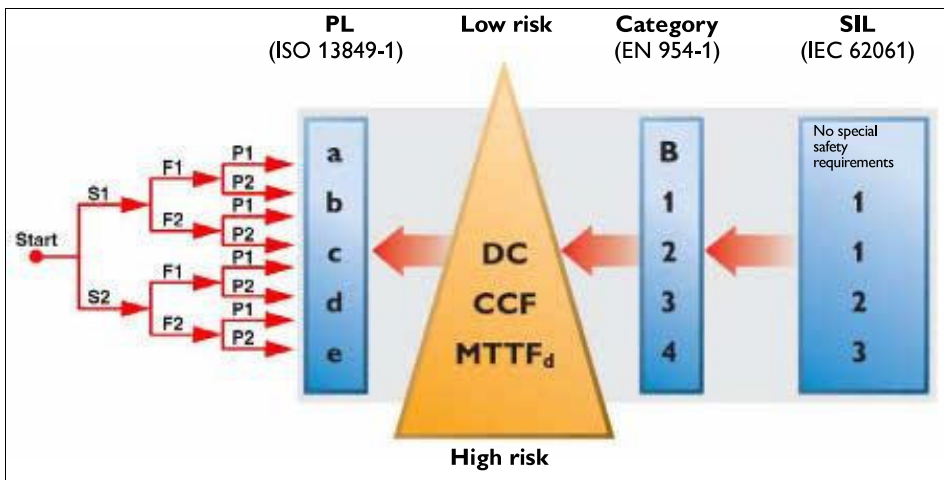 PL
(ISO 13849-1)
Low risk
Category
(EN 954-1)
SIL
(IEC 62061)
Start
S1
S2
F1
F2
F1
F2
P1
P2
P1
P2
P1
P2
P1
P2
a
b
c
d
e
DC
CCF
MTTFd
B
1
2
3
4
No special
safety
requirements
1
1
2
3
High risk